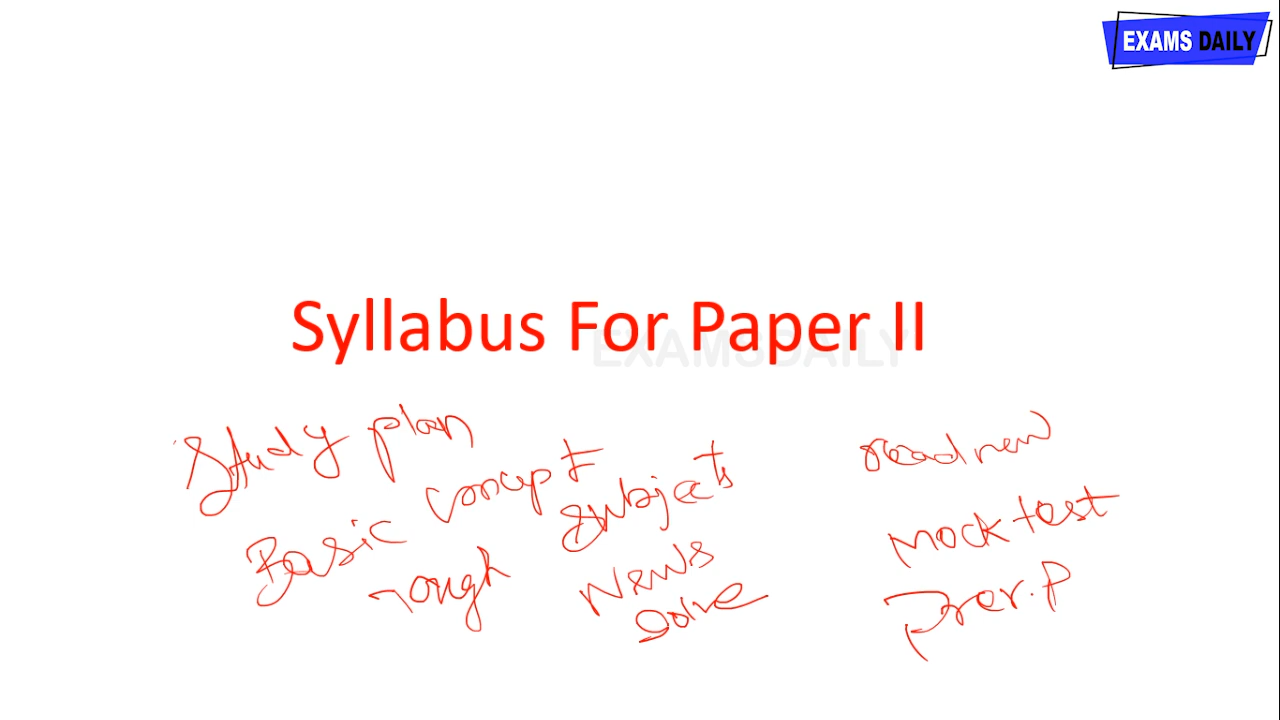 EXAMS DAILY
Syllabus For Paper II
EXAMSDAILY
Study plan
Basic concept
subjects
rough
News
solve
read new
Mock test
Prev. P